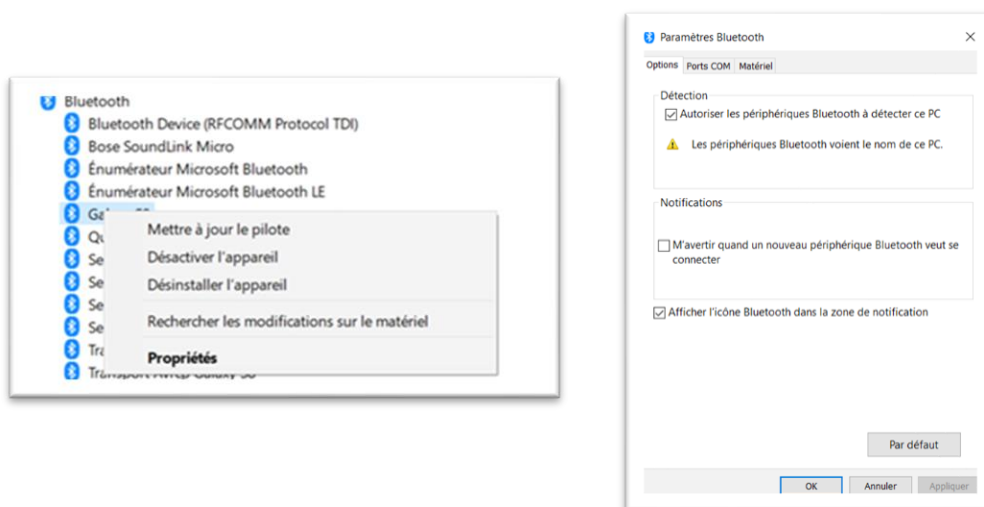 Bluetooth
Bluetooth Device (RFCOMM Protocol TDI)
Bose SoundLink Micro
Énumérateur Microsoft Bluetooth
Énumérateur Microsoft Bluetooth LE
Mettre à jour le pilote
Désactiver l'appareil
Désinstaller l'appareil
Rechercher les modifications sur le matériel
Propriétés
Paramètres Bluetooth
Options Ports COM Matériel
Détection
Autoriser les périphériques Bluetooth à détecter ce PC
Les périphériques Bluetooth voient le nom de ce PC.
Notifications
M'avertir quand un nouveau périphérique Bluetooth veut se
connecter
Afficher l'icône Bluetooth dans la zone de notification
Par défaut
OK Annuler Appliquer